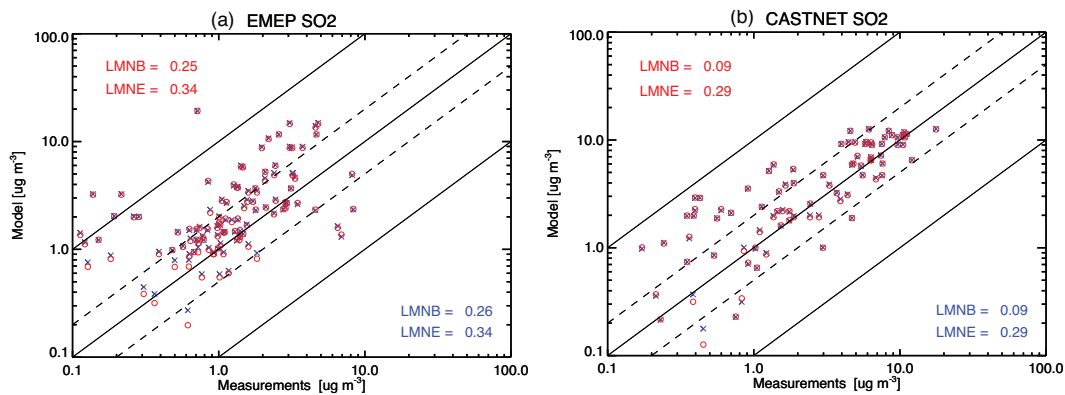 (a) EMEP SO2
100.0
10.0
1.0
0.1
Model [ug m⁻³]
LMNB = 0.25
LMNE = 0.34
LMNB = 0.26
LMNE = 0.34
0.1 1.0 10.0 100.0
Measurements [ug m⁻³]
(b) CASTNET SO2
100.0
10.0
1.0
0.1
Model [ug m⁻³]
LMNB = 0.09
LMNE = 0.29
LMNB = 0.09
LMNE = 0.29
0.1 1.0 10.0 100.0
Measurements [ug m⁻³]